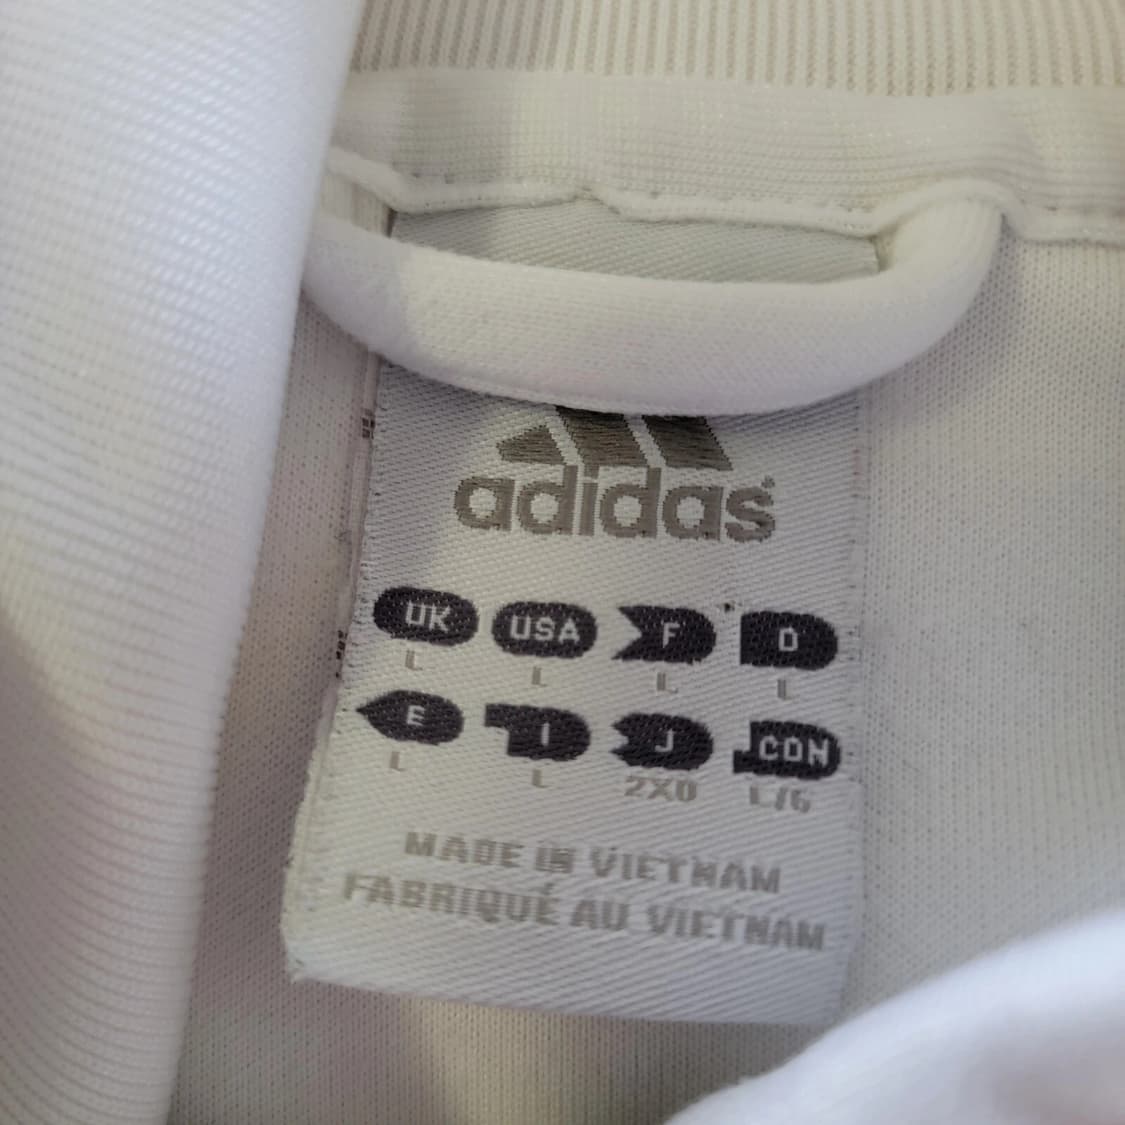 adidas®
UK USA F D
L L L L
E I J CDN
L L 2XO L/G
MADE IN VIETNAM
FABRIQUÉ AU VIETNAM